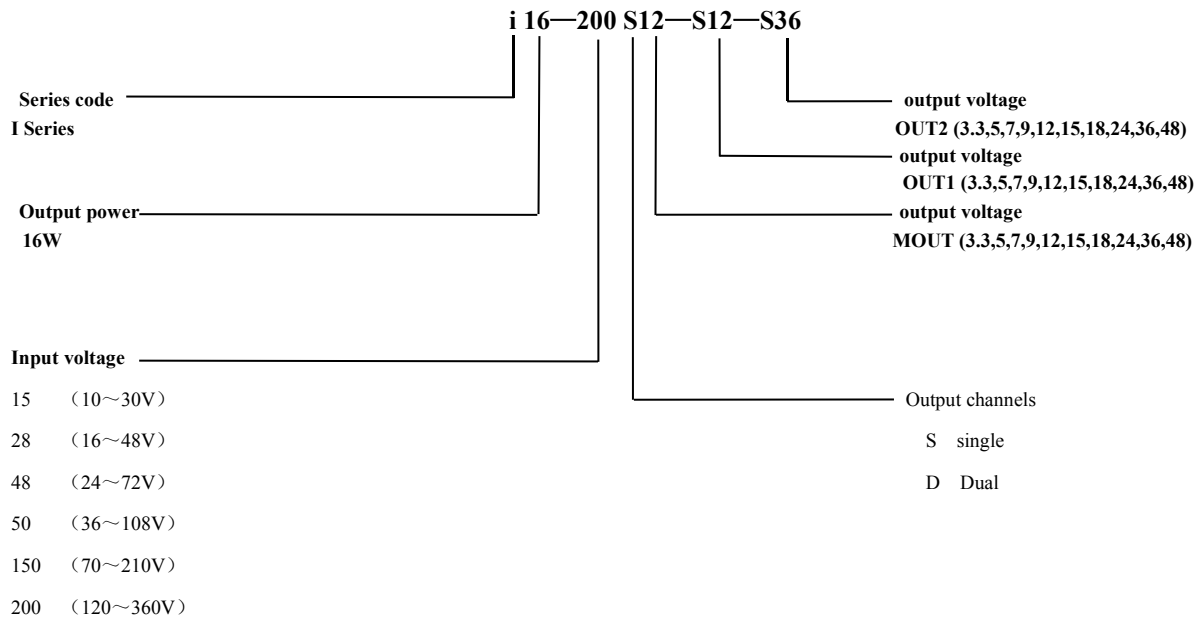 i 16—200 S12—S12—S36
Series code
I Series
output voltage
OUT2 (3.3,5,7,9,12,15,18,24,36,48)
output voltage
OUT1 (3.3,5,7,9,12,15,18,24,36,48)
Output power
16W
output voltage
MOUT (3.3,5,7,9,12,15,18,24,36,48)
Input voltage
15 （10～30V）
28 （16～48V）
48 （24～72V）
50 （36～108V）
150 （70～210V）
200 （120～360V）
Output channels
S single
D Dual